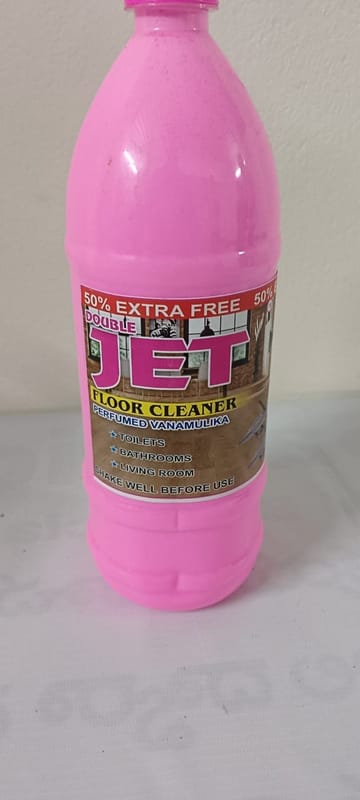 50% EXTRA FREE 50%
DOUBLE
JET
FLOOR CLEANER
PERFUMED VANAMULIKA
TOILETS
BATHROOMS
LIVING ROOM
SHAKE WELL BEFORE USE